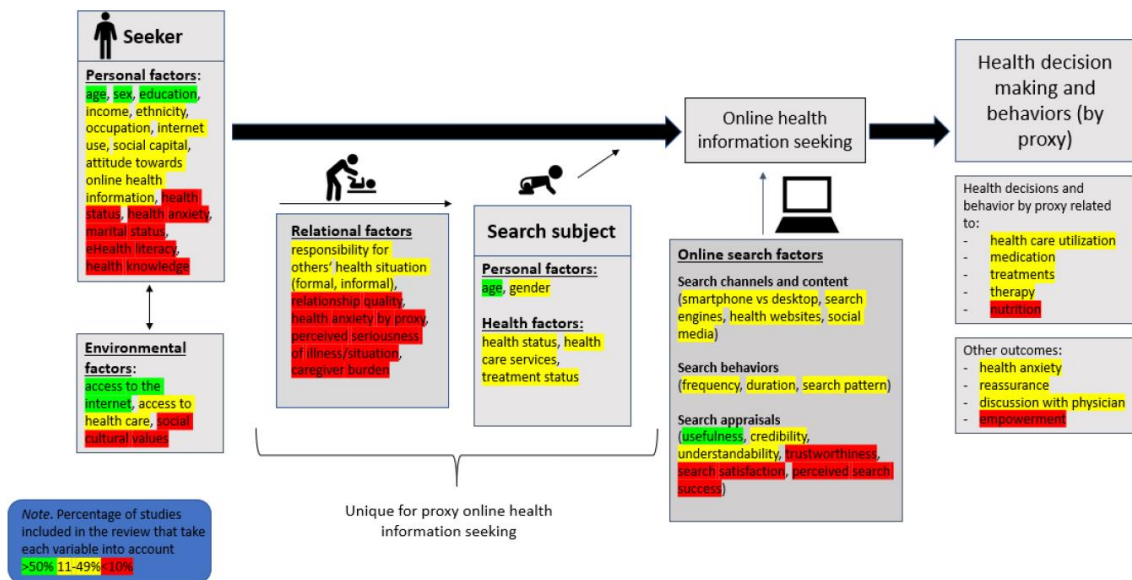 Seeker
Personal factors:
age, sex, education,
income, ethnicity,
occupation, internet
use, social capital,
attitude towards
online health
information, health
status, health anxiety,
marital status,
eHealth literacy,
health knowledge
Environmental
factors:
access to the
internet, access to
health care, social
cultural values
Relational factors
responsibility for
others' health situation
(formal, informal),
relationship quality,
health anxiety by proxy,
perceived seriousness
of illness/situation,
caregiver burden
Search subject
Personal factors:
age, gender
Health factors:
health status, health
care services,
treatment status
Unique for proxy online health
information seeking
Online health
information seeking
Online search factors
Search channels and content
(smartphone vs desktop, search
engines, health websites, social
media)
Search behaviors
(frequency, duration, search pattern)
Search appraisals
(usefulness, credibility,
understandability, trustworthiness,
search satisfaction, perceived search
success)
Health decision
making and
behaviors (by
proxy)
Health decisions and
behavior by proxy related
to:
- health care utilization
- medication
- treatments
- therapy
- nutrition
Other outcomes:
- health anxiety
- reassurance
- discussion with physician
- empowerment
Note. Percentage of studies
included in the review that take
each variable into account
>50% 11-49%<10%